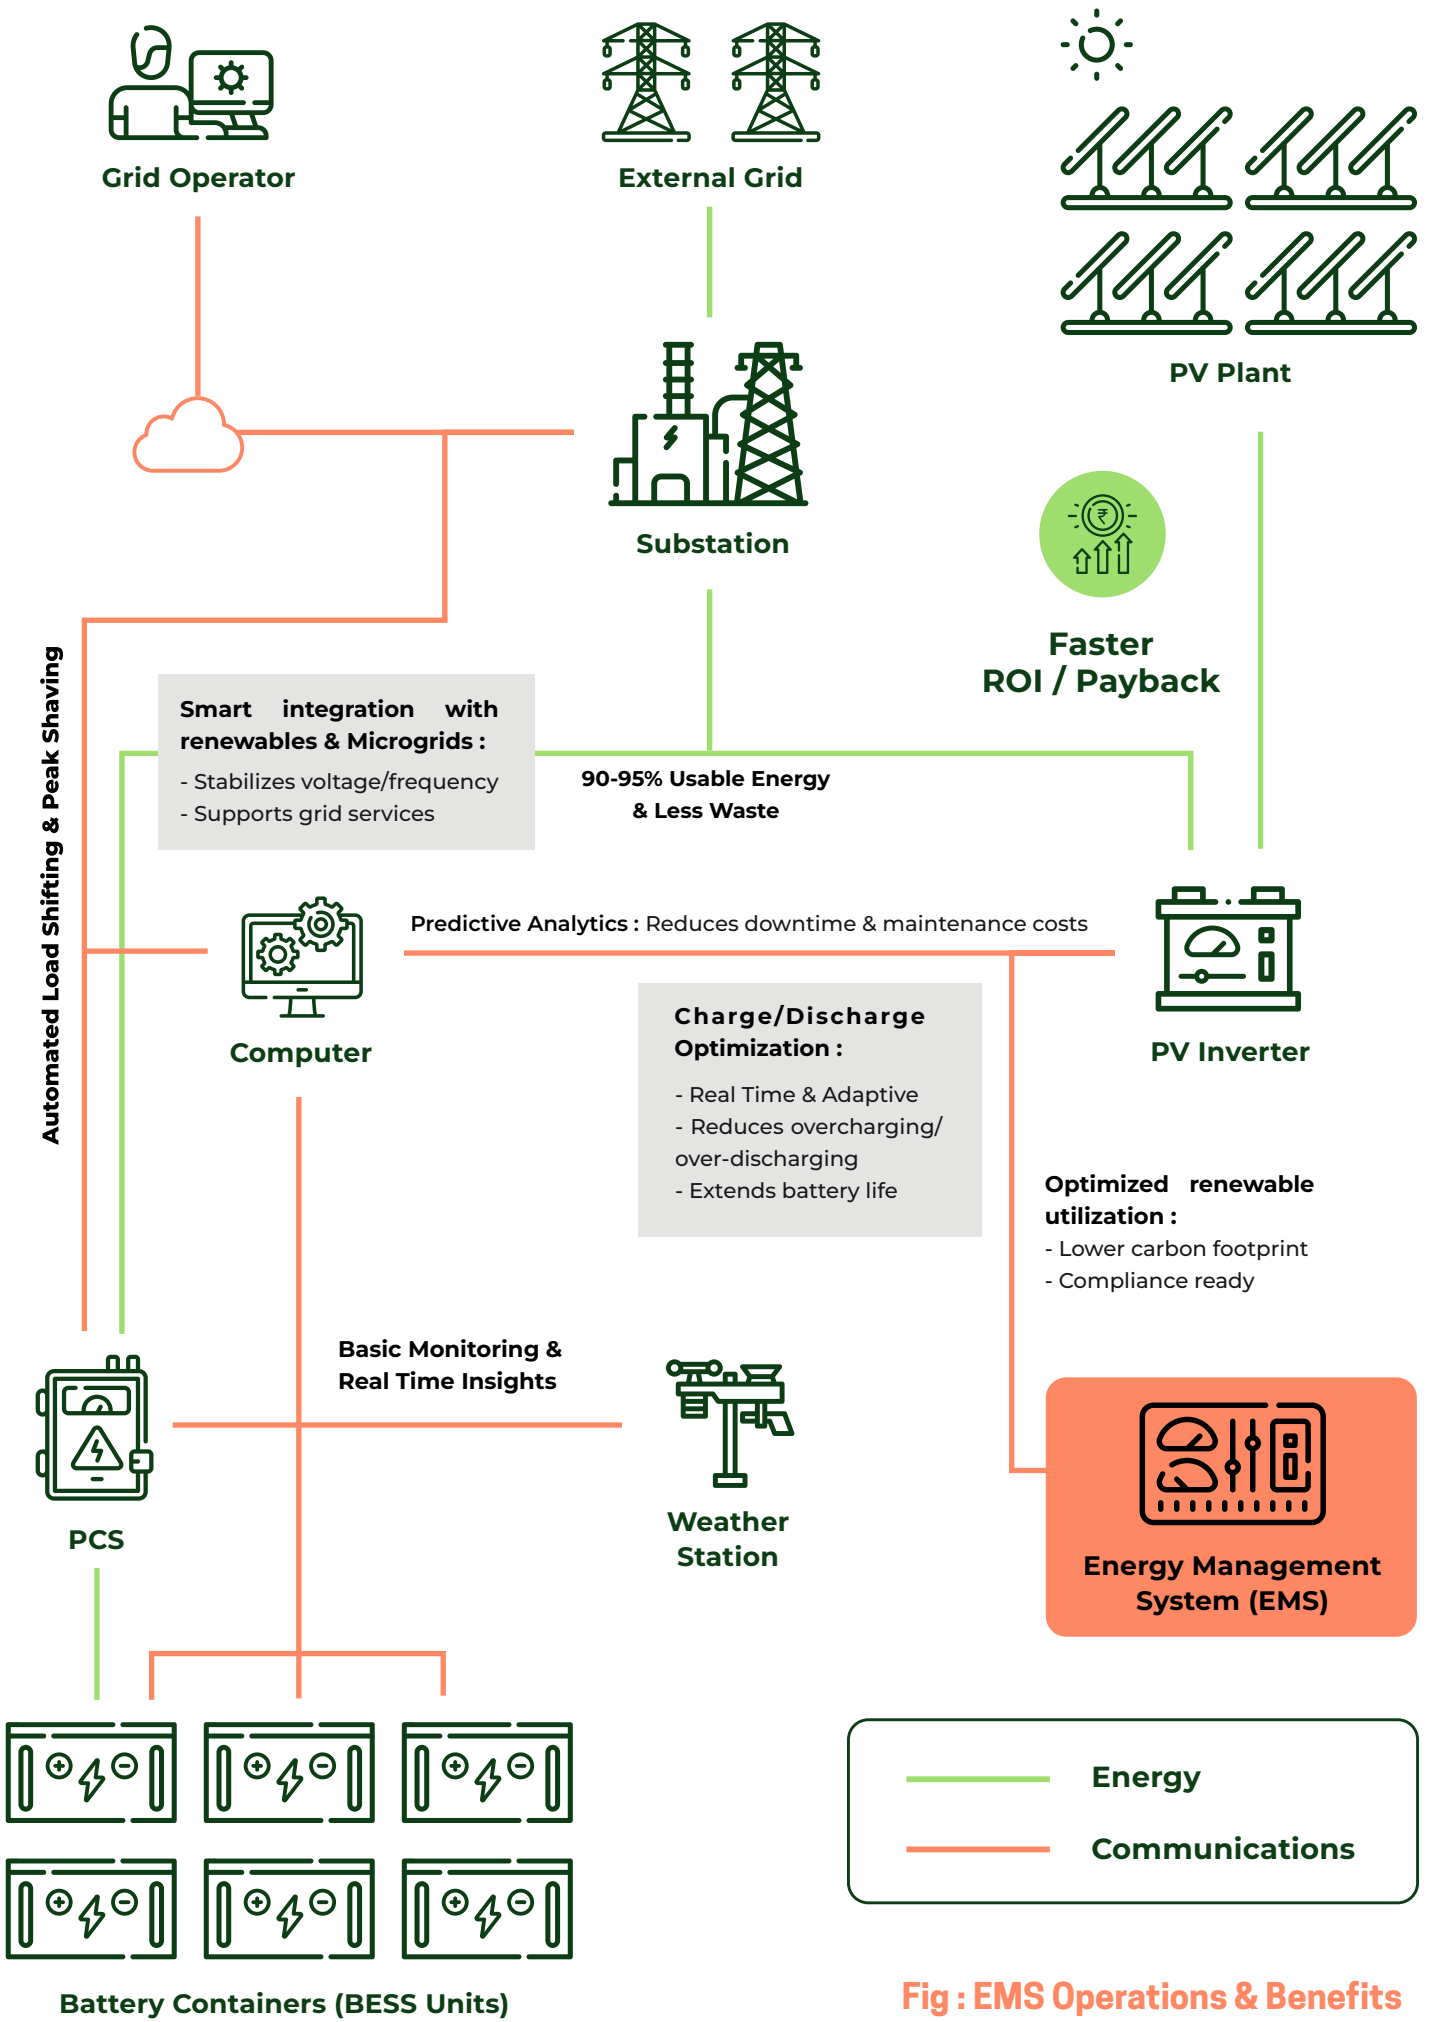 Grid Operator
External Grid
PV Plant
Substation
₹
Faster
ROI / Payback
Automated Load Shifting & Peak Shaving
Smart integration with
renewables & Microgrids :
- Stabilizes voltage/frequency
- Supports grid services
90-95% Usable Energy
& Less Waste
Predictive Analytics : Reduces downtime & maintenance costs
Computer
Charge/Discharge
Optimization :
- Real Time & Adaptive
- Reduces overcharging/
over-discharging
- Extends battery life
PV Inverter
Optimized renewable
utilization :
- Lower carbon footprint
- Compliance ready
Basic Monitoring &
Real Time Insights
PCS
Weather
Station
Energy Management
System (EMS)
Energy
Communications
Battery Containers (BESS Units)
Fig : EMS Operations & Benefits